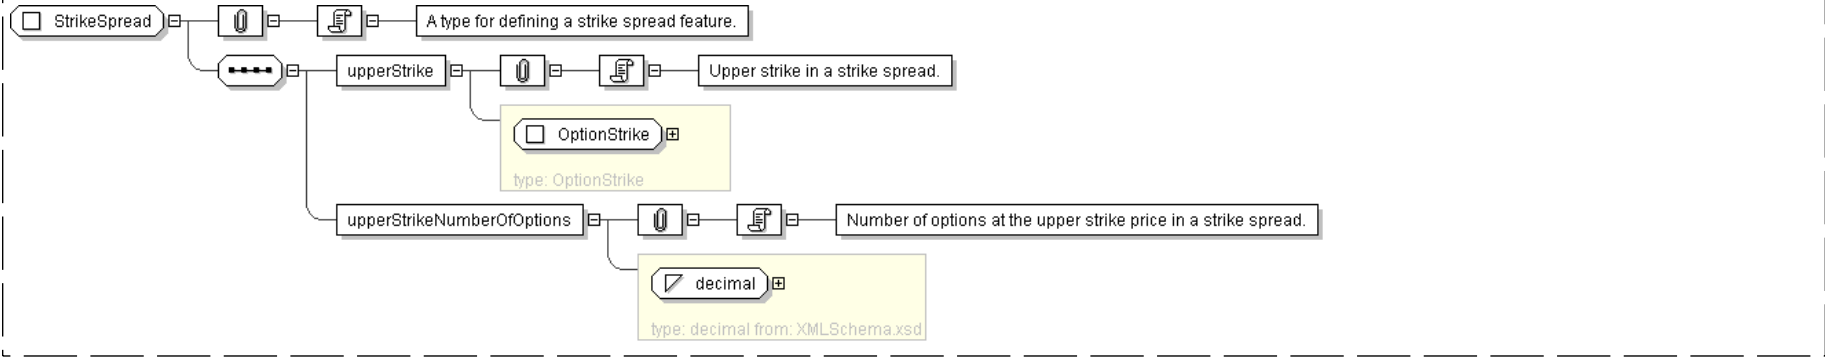 StrikeSpread
A type for defining a strike spread feature.
upperStrike
Upper strike in a strike spread.
OptionStrike
type: OptionStrike
upperStrikeNumberOfOptions
Number of options at the upper strike price in a strike spread.
decimal
type: decimal from: XMLSchema.xsd